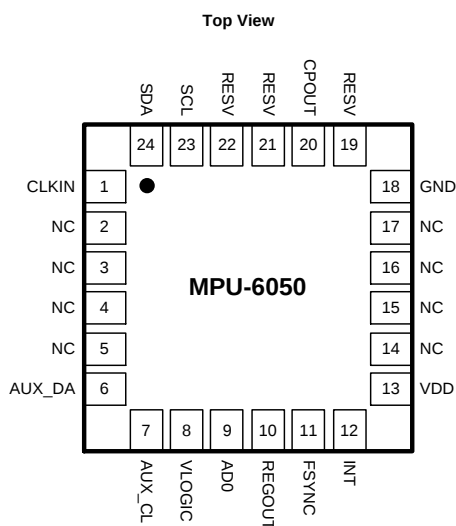 Top View
SDA
SCL
RESV
RESV
CPOUT
RESV
24
23
22
21
20
19
CLKIN 1
18 GND
NC 2
17 NC
NC 3
16 NC
MPU-6050
NC 4
15 NC
NC 5
14 NC
AUX_DA 6
13 VDD
7
8
9
10
11
12
AUX_CL
VLOGIC
AD0
REGOUT
FSYNC
INT